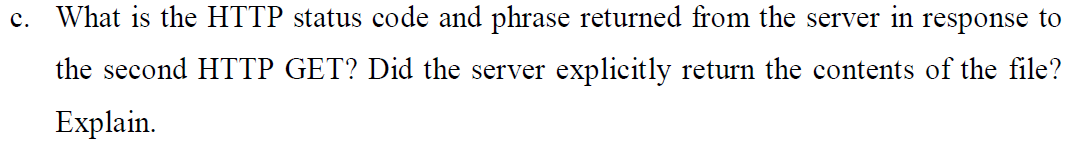 c. What is the HTTP status code and phrase returned from the server in response to
the second HTTP GET? Did the server explicitly return the contents of the file?
Explain.